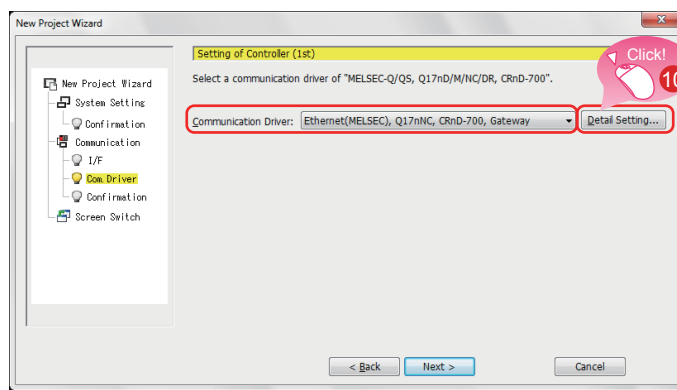 New Project Wizard
Setting of Controller (1st)
Click!
10
Select a communication driver of "MELSEC-Q/QS, Q17nD/M/NC/DR, CRnD-700".
New Project Wizard
System Setting
Confirmation
Communication
I/F
Com.Driver
Confirmation
Screen Switch
Communication Driver: Ethernet(MELSEC), Q17nNC, CRnD-700, Gateway Detail Setting...
< Back Next > Cancel